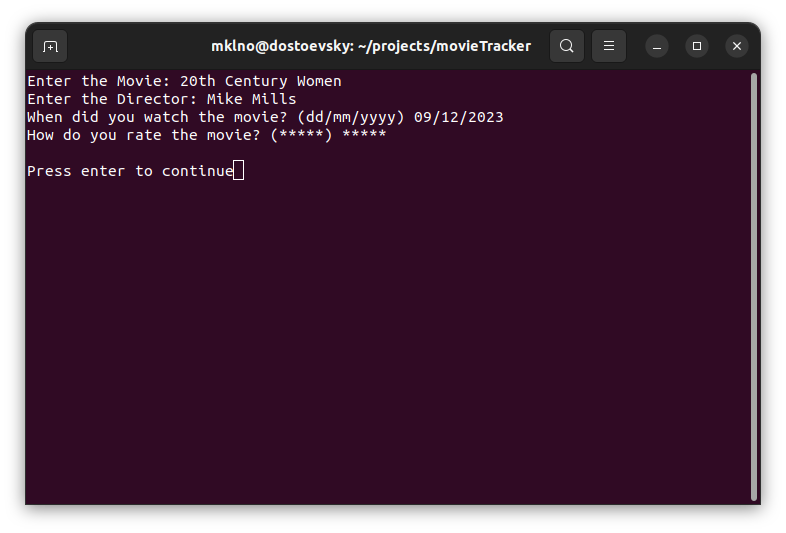 mklno@dostoevsky: ~/projects/movieTracker
Enter the Movie: 20th Century Women
Enter the Director: Mike Mills
When did you watch the movie? (dd/mm/yyyy) 09/12/2023
How do you rate the movie? (*****) *****
Press enter to continue